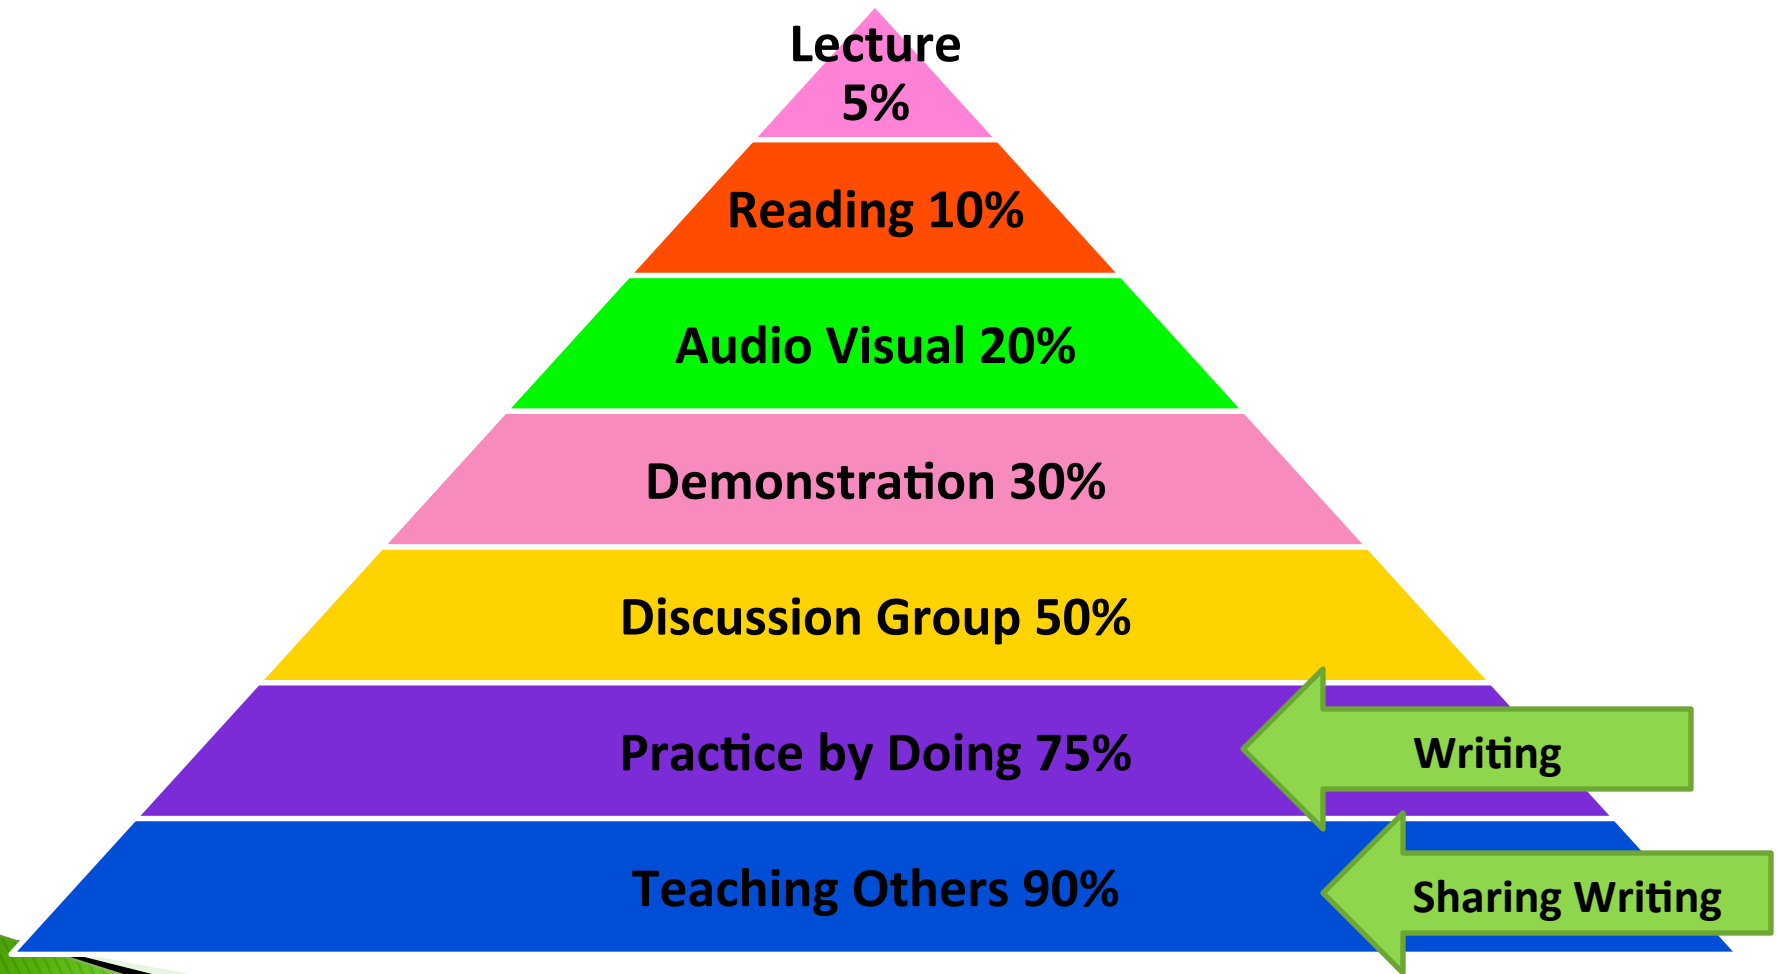 Lecture
5%
Reading 10%
Audio Visual 20%
Demonstration 30%
Discussion Group 50%
Practice by Doing 75%
Writing
Teaching Others 90%
Sharing Writing